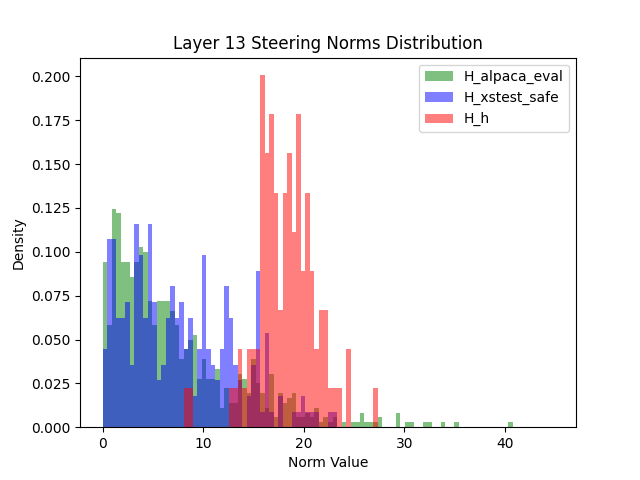 Layer 13 Steering Norms Distribution
H_alpaca_eval
H_xstest_safe
H_h
0.200
0.175
0.150
0.125
0.100
0.075
0.050
0.025
0.000
Density
0
10
20
30
40
Norm Value